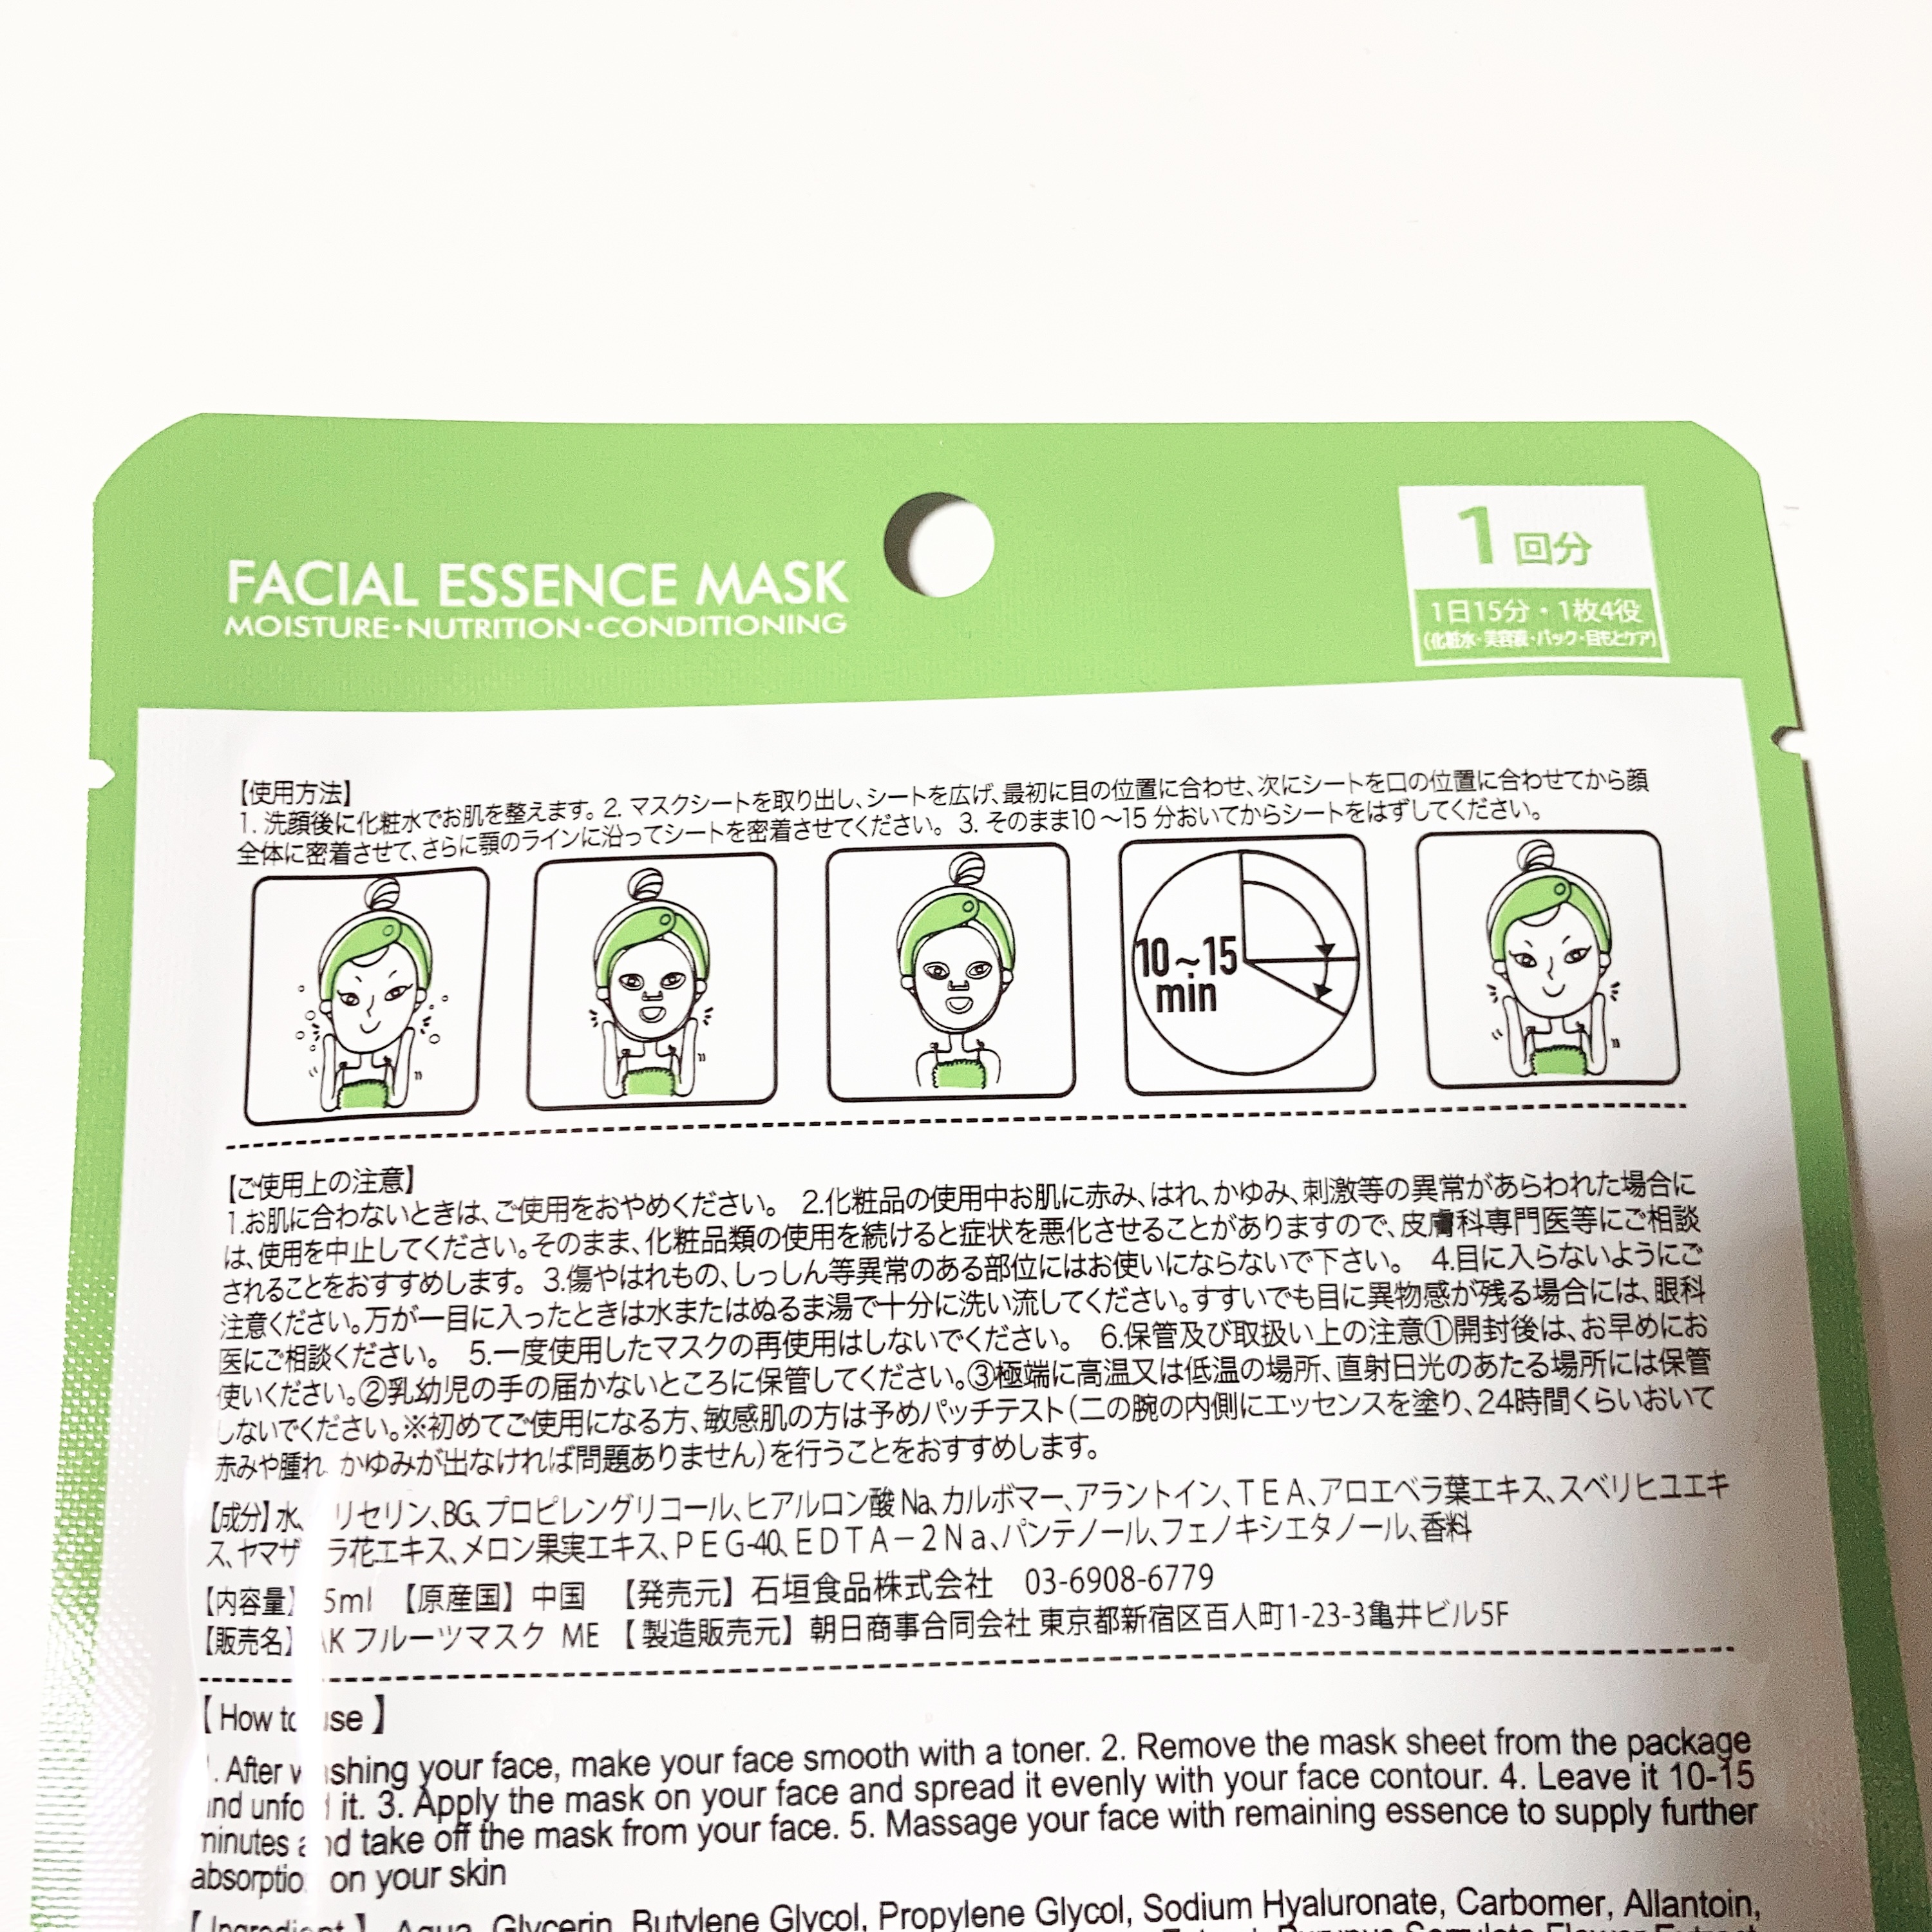 FACIAL ESSENCE MASK
MOISTURE・NUTRITION・CONDITIONING
1回分
1日15分・1枚4役
(化粧水・美容液・パック・目もとケア)
【使用方法】
1. 洗顔後に化粧水でお肌を整えます。 2. マスクシートを取り出し、シートを広げ、最初に目の位置に合わせ、次にシートを口の位置に合わせてから顔
全体に密着させて、さらに顎のラインに沿ってシートを密着させてください。 3. そのまま10～15 分おいてからシートをはずしてください。
10～15
min
【ご使用上の注意】
1.お肌に合わないときは、ご使用をおやめください。 2.化粧品の使用中お肌に赤み、はれ、かゆみ、刺激等の異常があらわれた場合に
は、使用を中止してください。そのまま、化粧品類の使用を続けると症状を悪化させることがありますので、皮膚科専門医等にご相談
されることをおすすめします。 3.傷やはれもの、しっしん等異常のある部位にはお使いにならないで下さい。 4.目に入らないようにご
注意ください。万が一目に入ったときは水またはぬるま湯で十分に洗い流してください。すすいでも目に異物感が残る場合には、眼科
医にご相談ください。 5.一度使用したマスクの再使用はしないでください。 6.保管及び取扱い上の注意①開封後は、お早めにお
使いください。②乳幼児の手の届かないところに保管してください。③極端に高温又は低温の場所、直射日光のあたる場所には保管
しないでください。※初めてご使用になる方、敏感肌の方は予めパッチテスト(二の腕の内側にエッセンスを塗り、24時間くらいおいて
赤みや腫れ かゆみが出なければ問題ありません)を行うことをおすすめします。
【成分】水、 リセリン、BG、プロピレングリコール、ヒアルロン酸Na、カルボマー、アラントイン、TEA、アロエベラ葉エキス、スベリヒユエキ
ス、ヤマザ ラ花エキス、メロン果実エキス、PEG-40、EDTA－2Na、パンテノール、フェノキシエタノール、香料
【内容量】 5ml 【原産国】中国 【発売元】石垣食品株式会社 03-6908-6779
【販売名】 AK フルーツマスク ME 【製造販売元】朝日商事合同会社 東京都新宿区百人町1-23-3亀井ビル5F
【How to use】
. After washing your face, make your face smooth with a toner. 2. Remove the mask sheet from the package
and unfold it. 3. Apply the mask on your face and spread it evenly with your face contour. 4. Leave it 10-15
minutes and take off the mask from your face. 5. Massage your face with remaining essence to supply further
absorption on your skin
【Ingredient】 Aqua, Glycerin, Butylene Glycol, Propylene Glycol, Sodium Hyaluronate, Carbomer, Allantoin,